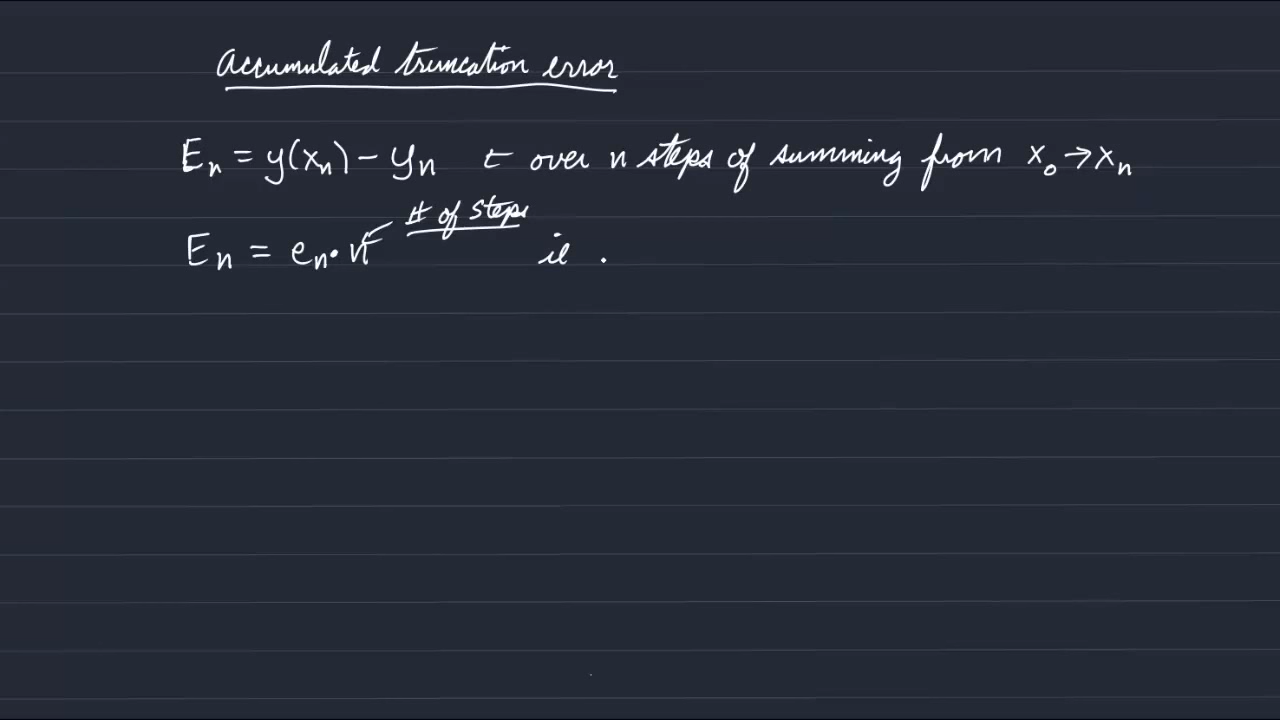 Accumulated truncation error
Eₙ = y(xₙ) − yₙ ← over n steps of summing from x₀ → xₙ
# of steps
Eₙ = eₙ · n ie .